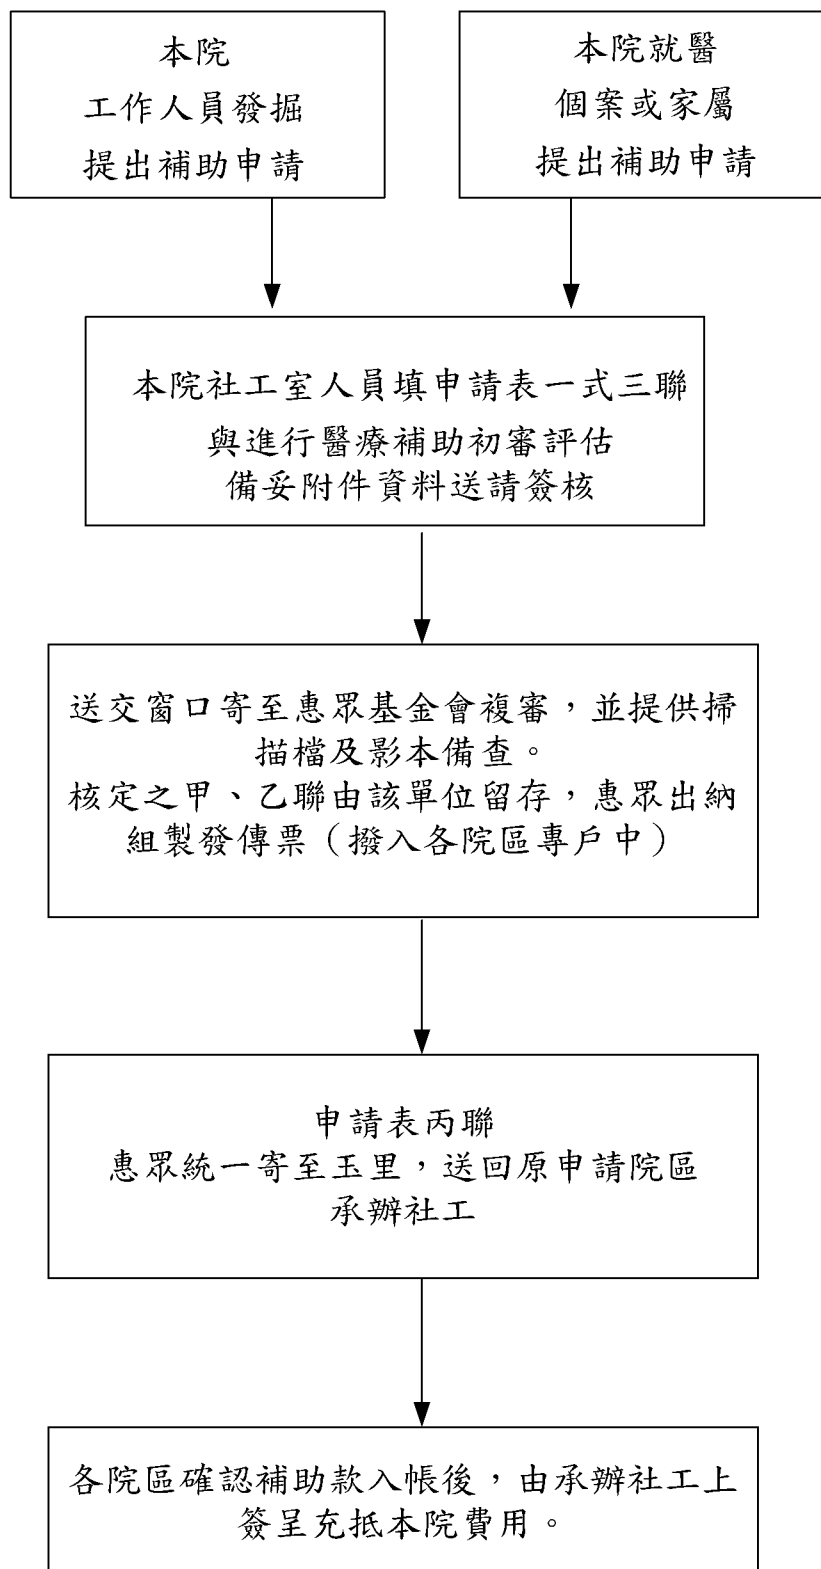 本院
工作人員發掘
提出補助申請
本院就醫
個案或家屬
提出補助申請
本院社工室人員填申請表一式三聯
與進行醫療補助初審評估
備妥附件資料送請簽核
送交窗口寄至惠眾基金會複審，並提供掃
描檔及影本備查。
核定之甲、乙聯由該單位留存，惠眾出納
組製發傳票（撥入各院區專戶中）
申請表丙聯
惠眾統一寄至玉里，送回原申請院區
承辦社工
各院區確認補助款入帳後，由承辦社工上
簽呈充抵本院費用。